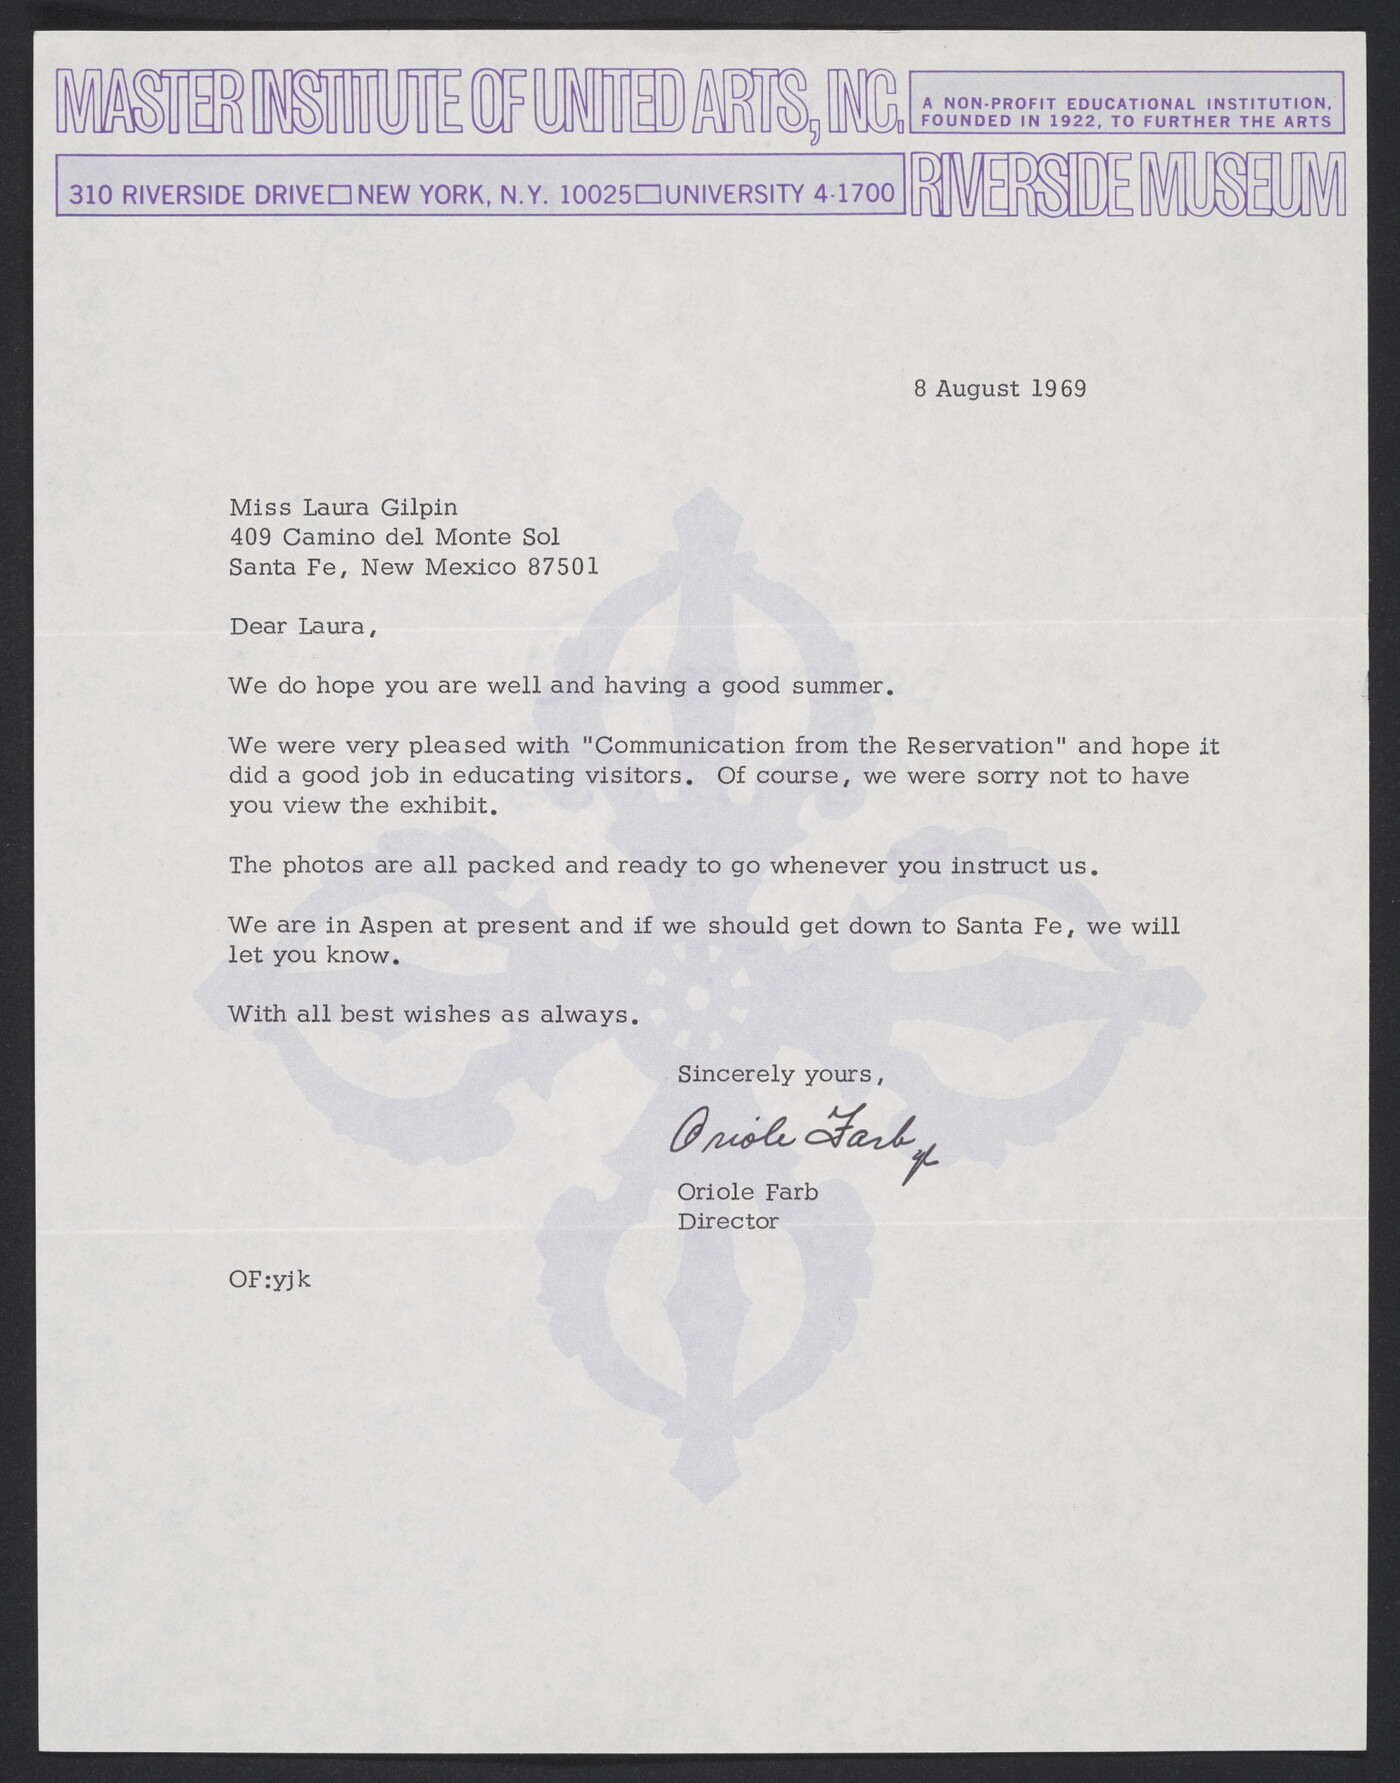 MASTER INSTITUTE OF UNITED ARTS, INC.
A NON-PROFIT EDUCATIONAL INSTITUTION,
FOUNDED IN 1922, TO FURTHER THE ARTS
310 RIVERSIDE DRIVE□NEW YORK, N.Y. 10025□UNIVERSITY 4-1700
RIVERSIDE MUSEUM
8 August 1969
Miss Laura Gilpin
409 Camino del Monte Sol
Santa Fe, New Mexico 87501
Dear Laura,
We do hope you are well and having a good summer.
We were very pleased with "Communication from the Reservation" and hope it
did a good job in educating visitors. Of course, we were sorry not to have
you view the exhibit.
The photos are all packed and ready to go whenever you instruct us.
We are in Aspen at present and if we should get down to Santa Fe, we will
let you know.
With all best wishes as always.
Sincerely yours,
Oriole Farb
Oriole Farb
Director
OF:yjk